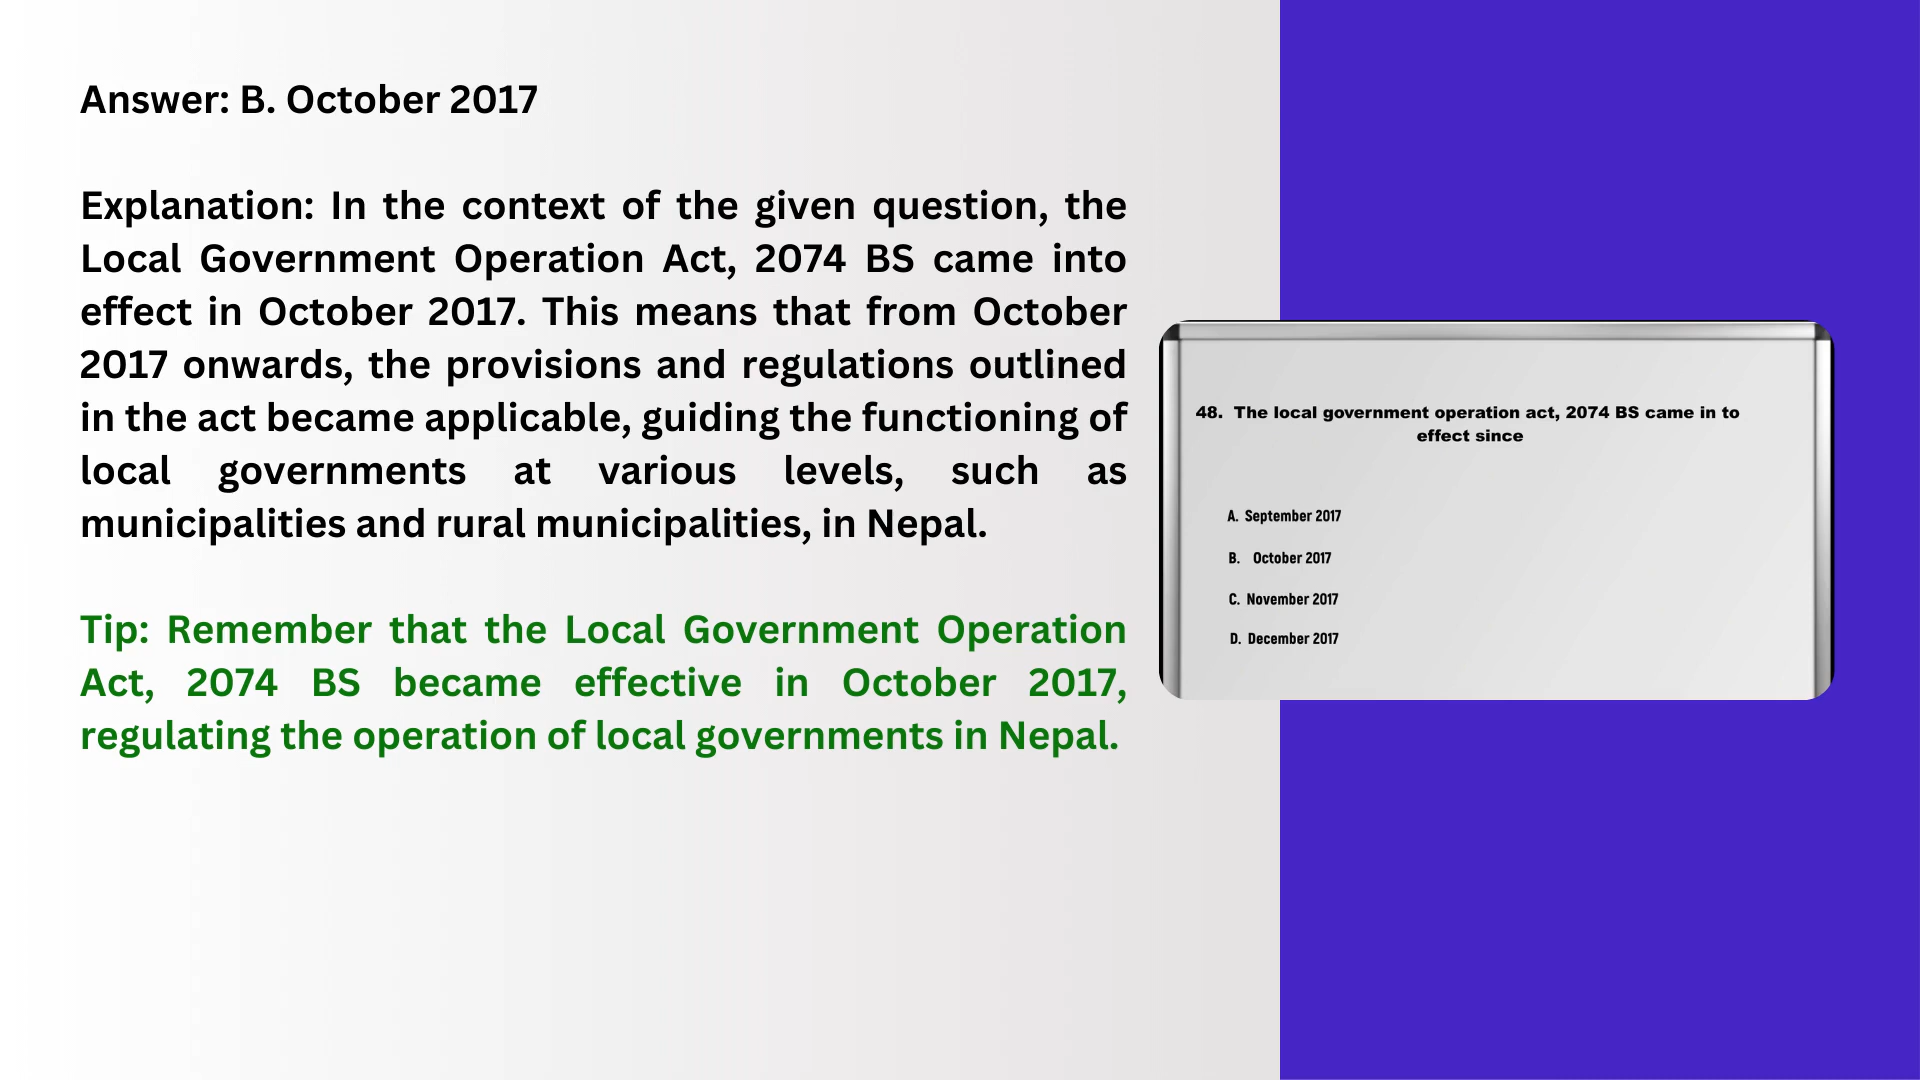 Answer: B. October 2017
Explanation: In the context of the given question, the
Local Government Operation Act, 2074 BS came into
effect in October 2017. This means that from October
2017 onwards, the provisions and regulations outlined
in the act became applicable, guiding the functioning of
local governments at various levels, such as
municipalities and rural municipalities, in Nepal.
Tip: Remember that the Local Government Operation
Act, 2074 BS became effective in October 2017,
regulating the operation of local governments in Nepal.
48. The local government operation act, 2074 BS came in to
effect since
A. September 2017
B. October 2017
C. November 2017
D. December 2017